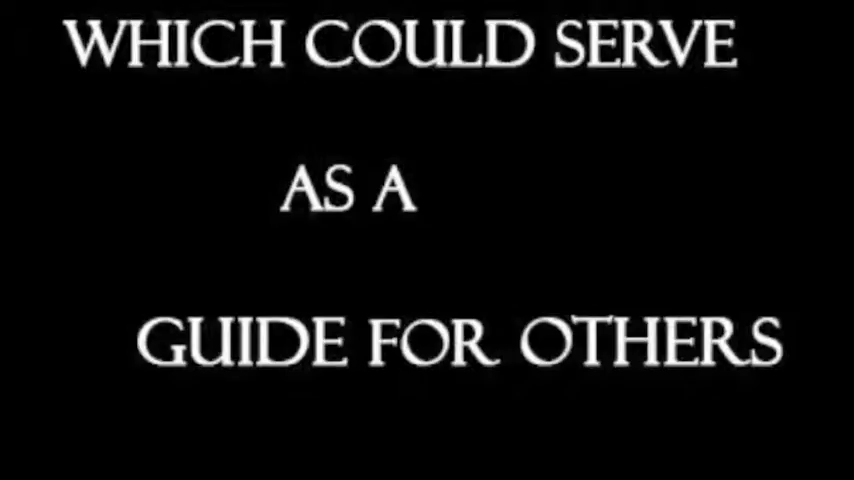 WHICH COULD SERVE
AS A
GUIDE FOR OTHERS